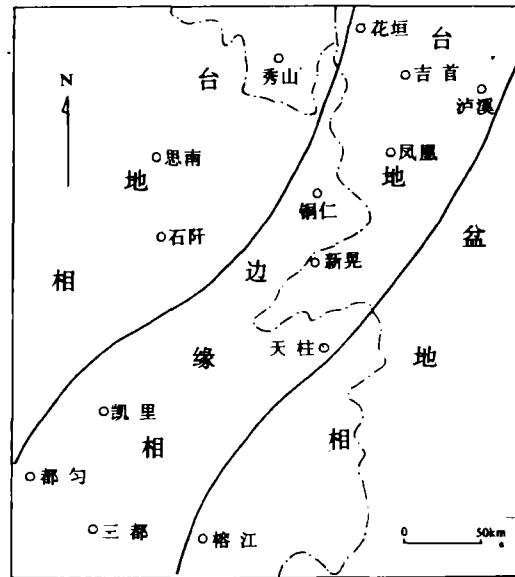 花垣
台
秀山
吉首
台
N
泸溪
思南
凤凰
地
地
铜仁
石阡
盆
新晃
相
边
天柱
缘
地
凯里
相
相
都匀
三都
榕江
0 50km